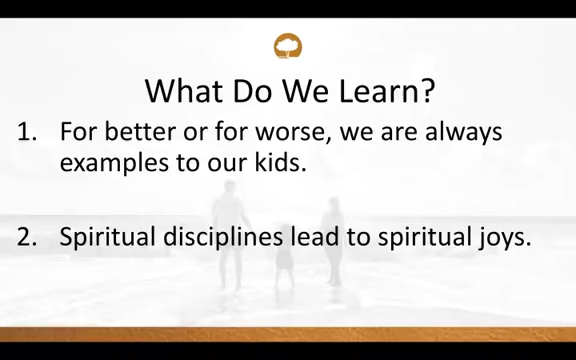 What Do We Learn?
1. For better or for worse, we are always
examples to our kids.
2. Spiritual disciplines lead to spiritual joys.